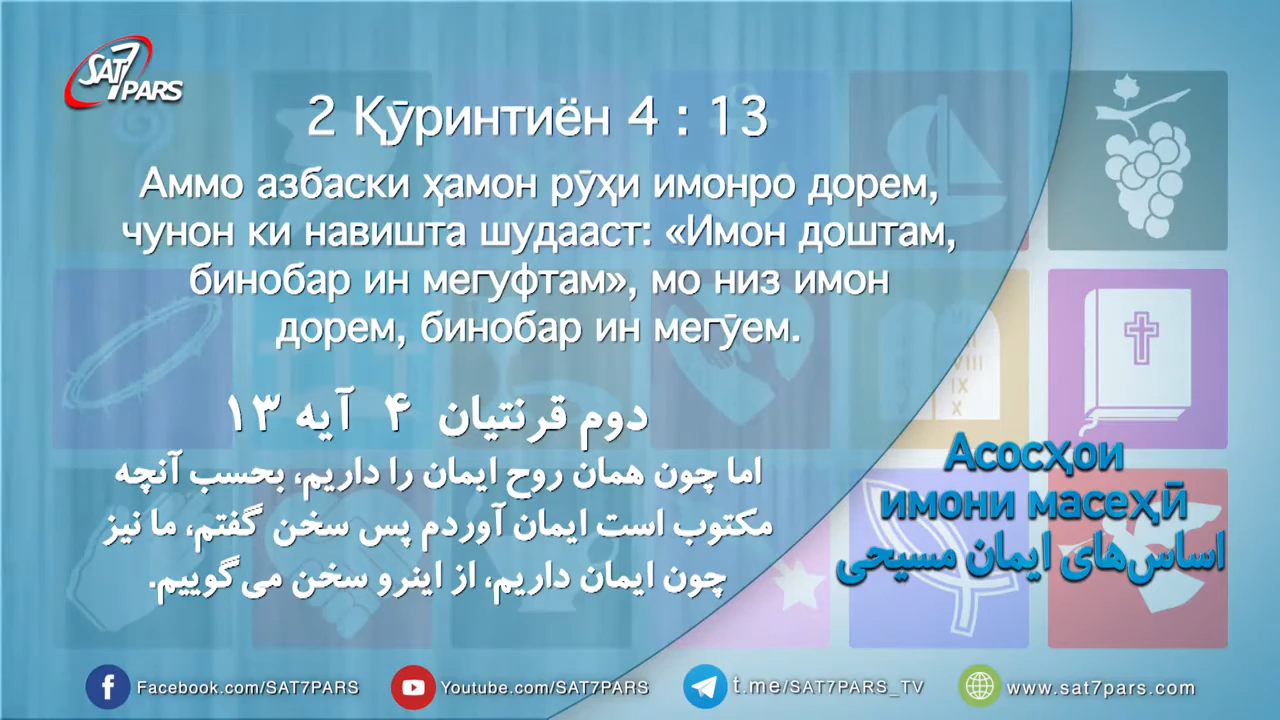 SAT7PARS
2 Қӯринтиён 4 : 13
Аммо азбаски ҳамон рӯҳи имонро дорем,
чунон ки навишта шудааст: «Имон доштам,
бинобар ин мегуфтам», мо низ имон
дорем, бинобар ин мегӯем.
دوم قرنتیان ۴ آیه ۱۳
اما چون همان روح ایمان را داریم، بحسب آنچه
مکتوب است ایمان آوردم پس سخن گفتم، ما نیز
چون ایمان داریم، از اینرو سخن می‌گوییم.
VIII
IX
X
Асосҳои
имони масеҳӣ
اساس‌های ایمان مسیحی
Facebook.com/SAT7PARS
Youtube.com/SAT7PARS
t.me/SAT7PARS_TV
www.sat7pars.com